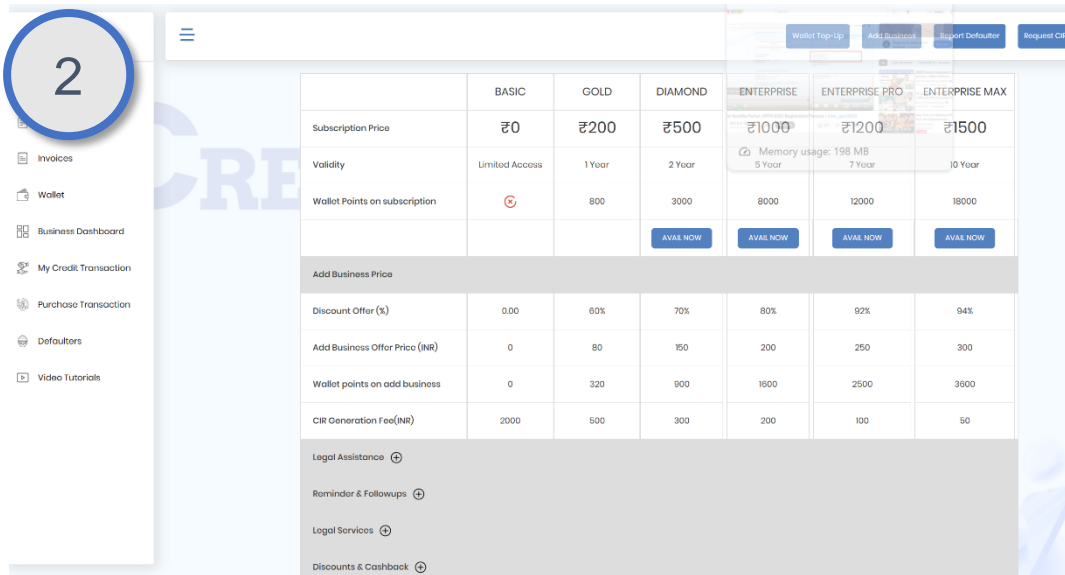 2
Wallet Top-Up Add Business Report Defaulter Request CIR
Invoices
Wallet
Business Dashboard
My Credit Transaction
Purchase Transaction
Defaulters
Video Tutorials
CRE
BASIC GOLD DIAMOND ENTERPRISE ENTERPRISE PRO ENTERPRISE MAX
Subscription Price ₹0 ₹200 ₹500 ₹1000 ₹1200 ₹1500
Memory usage: 198 MB
Validity Limited Access 1 Year 2 Year 5 Year 7 Year 10 Year
Wallet Points on subscription 800 3000 8000 12000 18000
AVAIL NOW AVAIL NOW AVAIL NOW AVAIL NOW
Add Business Price
Discount Offer (%) 0.00 60% 70% 80% 92% 94%
Add Business Offer Price (INR) 0 80 150 200 250 300
Wallet points on add business 0 320 900 1600 2500 3600
CIR Generation Fee(INR) 2000 500 300 200 100 50
Legal Assistance
Reminder & Followups
Legal Services
Discounts & Cashback